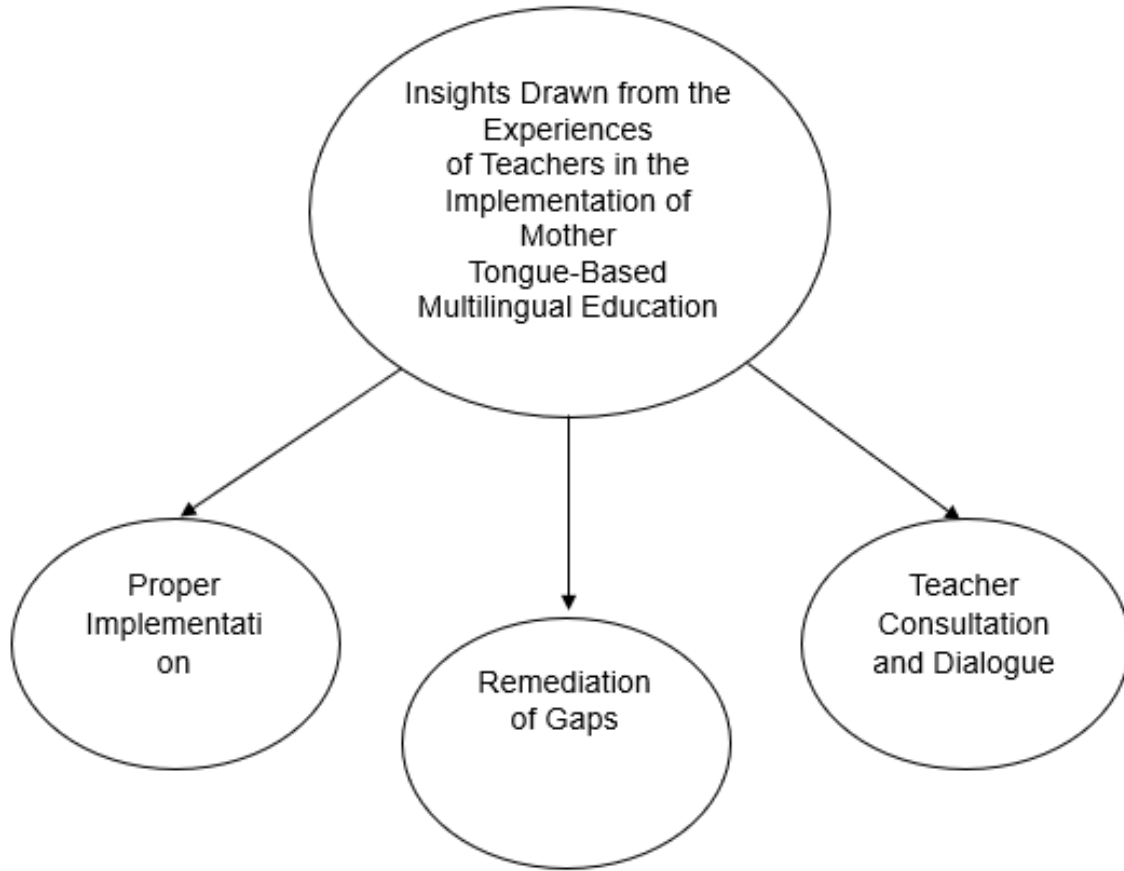 Insights Drawn from the
Experiences
of Teachers in the
Implementation of
Mother
Tongue-Based
Multilingual Education
Proper
Implementati
on
Remediation
of Gaps
Teacher
Consultation
and Dialogue